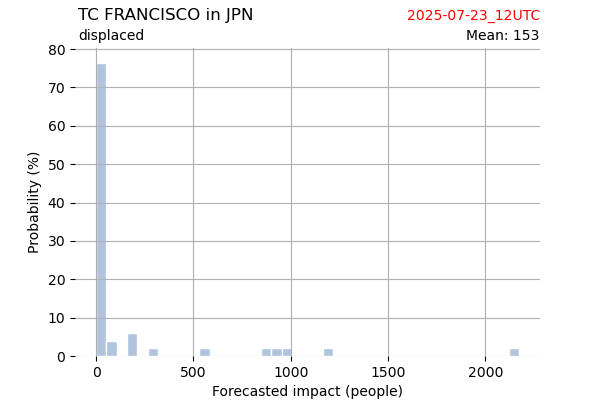 TC FRANCISCO in JPN
2025-07-23_12UTC
displaced
Mean: 153
80
70
60
50
40
30
20
10
0
Probability (%)
0 500 1000 1500 2000
Forecasted impact (people)